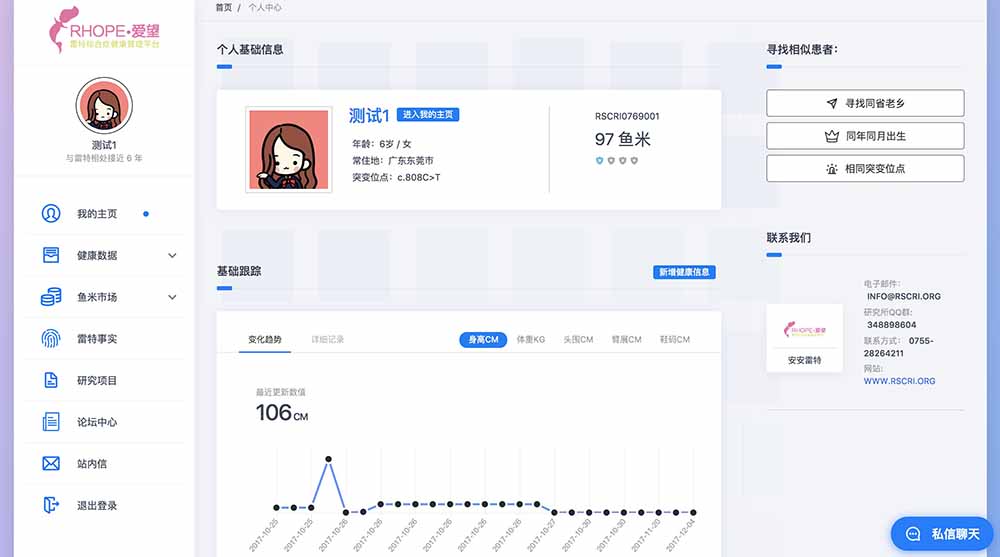 RHOPE·爱望
雷特综合症健康管理平台
测试1
与雷特相处接近 6 年
我的主页
健康数据
鱼米市场
雷特事实
研究项目
论坛中心
站内信
退出登录
首页 / 个人中心
个人基础信息
测试1 进入我的主页
年龄：6岁 / 女
常住地：广东东莞市
突变位点：c.808C>T
RSCRI0769001
97 鱼米
基础跟踪
新增健康信息
变化趋势 详细记录 身高CM 体重KG 头围CM 臂展CM 鞋码CM
最近更新数值
106CM
2017-10-25 2017-10-25 2017-10-26 2017-10-26 2017-10-26 2017-10-26 2017-10-26 2017-10-26 2017-10-27 2017-10-30 2017-10-30 2017-11-20 2017-12-04
寻找相似患者：
寻找同省老乡
同年同月出生
相同突变位点
联系我们
RHOPE·爱望
安安雷特
电子邮件：
INFO@RSCRI.ORG
研究所QQ群：
348898604
联系方式： 0755-
28264211
网站：
WWW.RSCRI.ORG
私信聊天